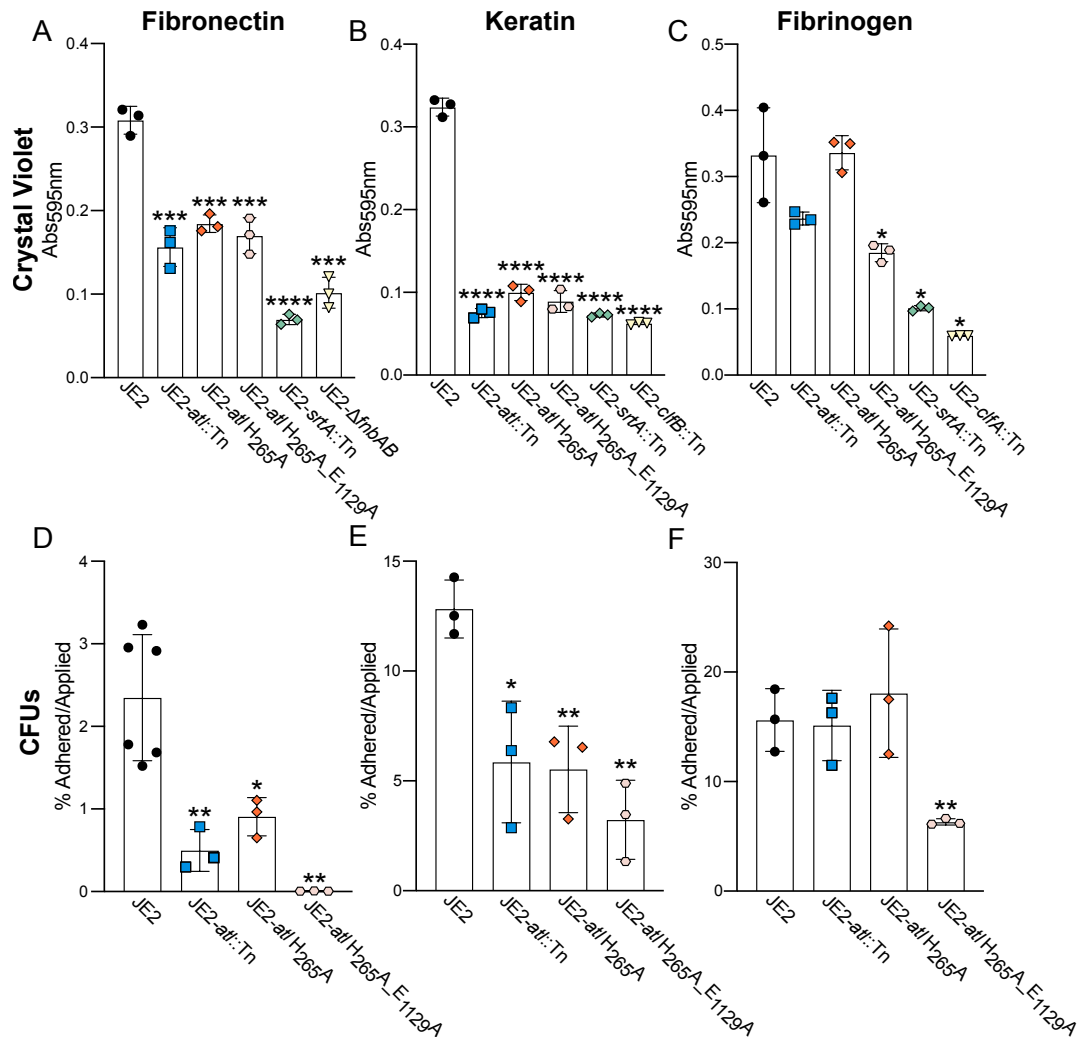 Fibronectin
Keratin
Fibrinogen
Crystal Violet
A
Abs595nm
0.4
0.3
0.2
0.1
0.0
***
***
***
****
***
JE2
JE2-atl::Tn
JE2-atlH265A
JE2-atlH265A_E1129A
JE2-srtA::Tn
JE2-ΔfnbAB
B
Abs595nm
0.4
0.3
0.2
0.1
0.0
****
****
****
****
****
JE2
JE2-atl::Tn
JE2-atlH265A
JE2-atlH265A_E1129A
JE2-srtA::Tn
JE2-clfB::Tn
C
Abs595nm
0.5
0.4
0.3
0.2
0.1
0.0
*
*
*
JE2
JE2-atl::Tn
JE2-atlH265A
JE2-atlH265A_E1129A
JE2-srtA::Tn
JE2-clfA::Tn
CFUs
D
% Adhered/Applied
4
3
2
1
0
**
*
**
JE2
JE2-atl::Tn
JE2-atlH265A
JE2-atlH265A_E1129A
E
% Adhered/Applied
15
10
5
0
*
**
**
JE2
JE2-atl::Tn
JE2-atlH265A
JE2-atlH265A_E1129A
F
% Adhered/Applied
30
20
10
0
**
JE2
JE2-atl::Tn
JE2-atlH265A
JE2-atlH265A_E1129A